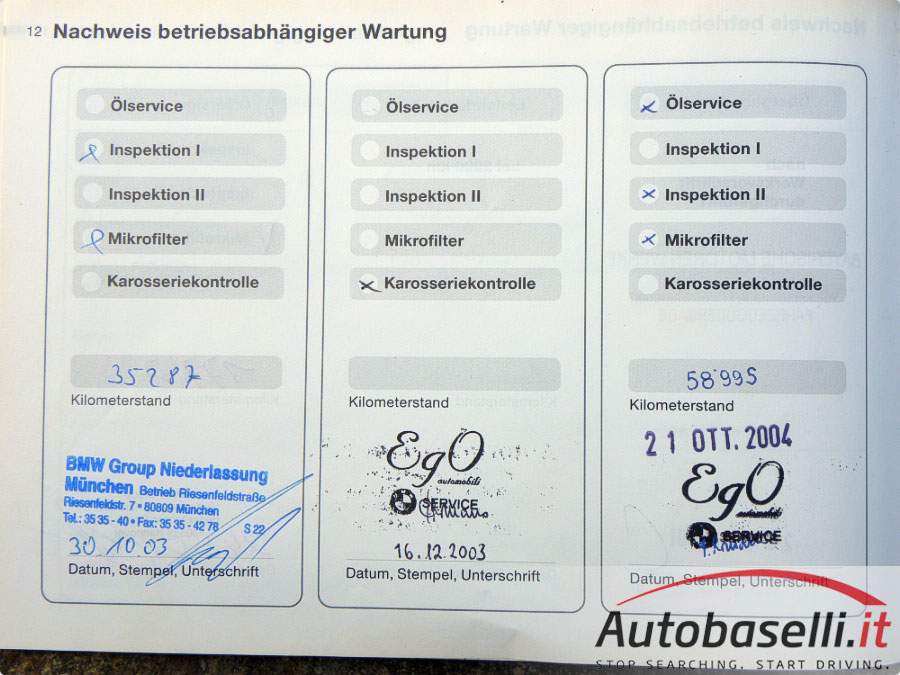 12 Nachweis betriebsabhängiger Wartung
Ölservice
Inspektion I
Inspektion II
Mikrofilter
Karosseriekontrolle
35287
Kilometerstand
BMW Group Niederlassung
München Betrieb Riesenfeldstraße
Riesenfeldstr. 7 • 80809 München
Tel.: 35 35 - 40 • Fax: 35 35 - 42 78 S 22
30.10.03
Datum, Stempel, Unterschrift
Ölservice
Inspektion I
Inspektion II
Mikrofilter
Karosseriekontrolle
Kilometerstand
EgO
automobili
SERVICE
16.12.2003
Datum, Stempel, Unterschrift
Ölservice
Inspektion I
Inspektion II
Mikrofilter
Karosseriekontrolle
58'995
Kilometerstand
21 OTT. 2004
EgO
automobili
SERVICE
Datum, Stempel, Unterschrift
Autobaselli.it
STOP SEARCHING. START DRIVING.